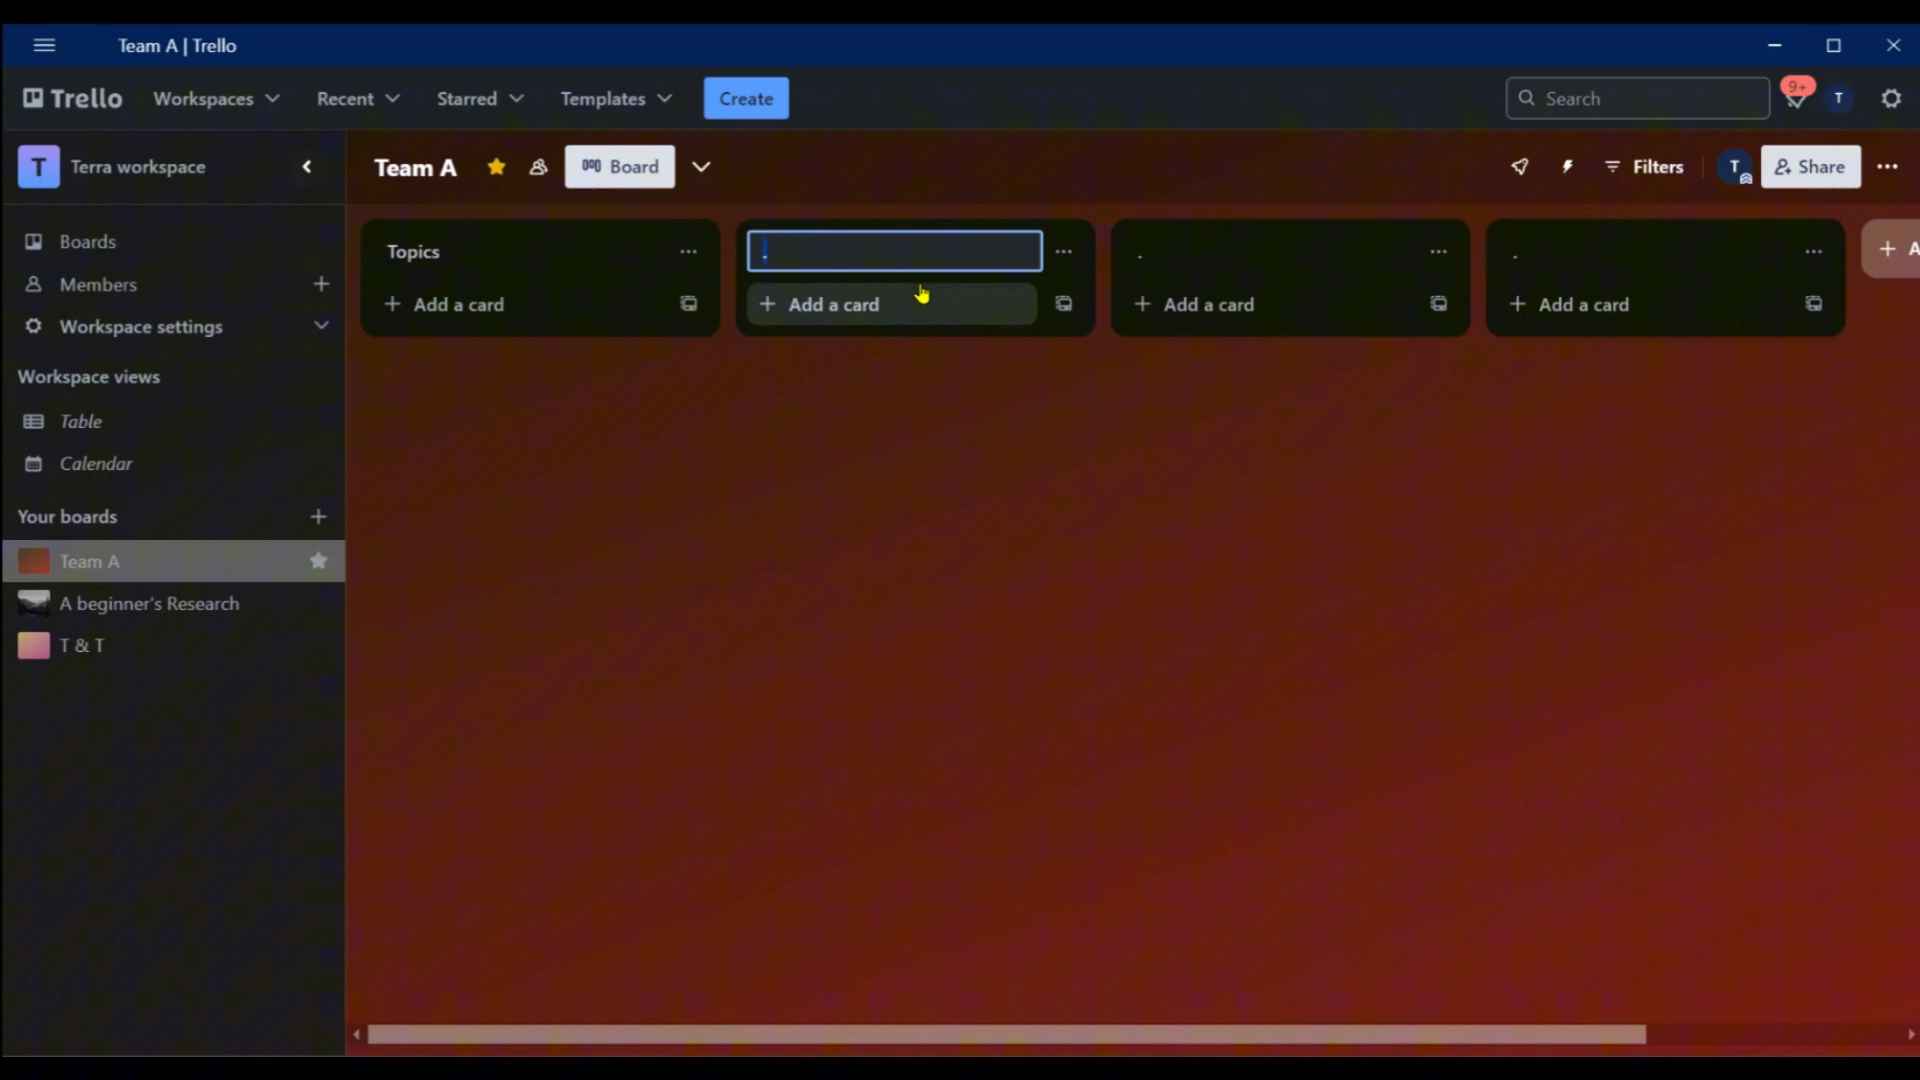 Team A | Trello
Trello Workspaces Recent Starred Templates Create Search 9+ T
T Terra workspace
Team A Board Filters T Share
Boards
Members
Workspace settings
Workspace views
Table
Calendar
Your boards
Team A
A beginner's Research
T & T
Topics . . . A
Add a card Add a card Add a card Add a card